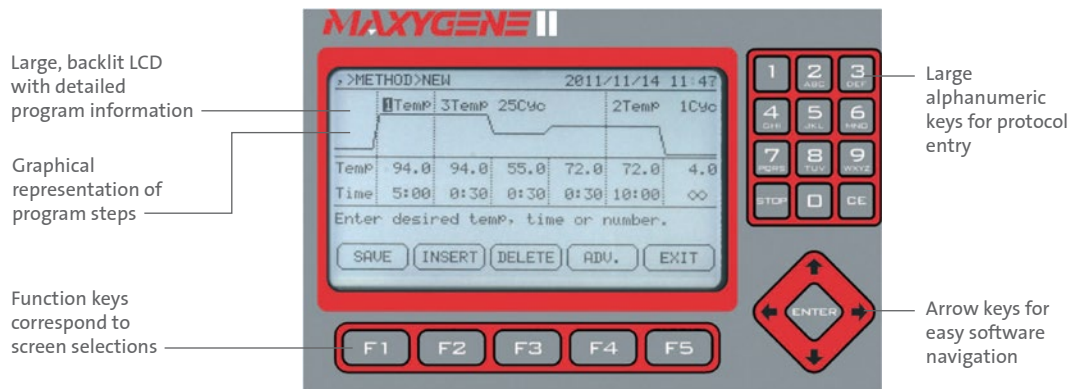 MAXYGENE II
Large, backlit LCD
with detailed
program information
Graphical
representation of
program steps
Function keys
correspond to
screen selections
>METHOD>NEW 2011/11/14 11:47
1Temp 3Temp 25Cyc 2Temp 1Cyc
Temp 94.0 94.0 55.0 72.0 72.0 4.0
Time 5:00 0:30 0:30 0:30 10:00 ∞
Enter desired temp, time or number.
SAVE INSERT DELETE ADV. EXIT
F1 F2 F3 F4 F5
1 2 ABC 3 DEF
4 GHI 5 JKL 6 MNO
7 PQRS 8 TUV 9 WXYZ
STOP 0 CE
ENTER
Large
alphanumeric
keys for protocol
entry
Arrow keys for
easy software
navigation